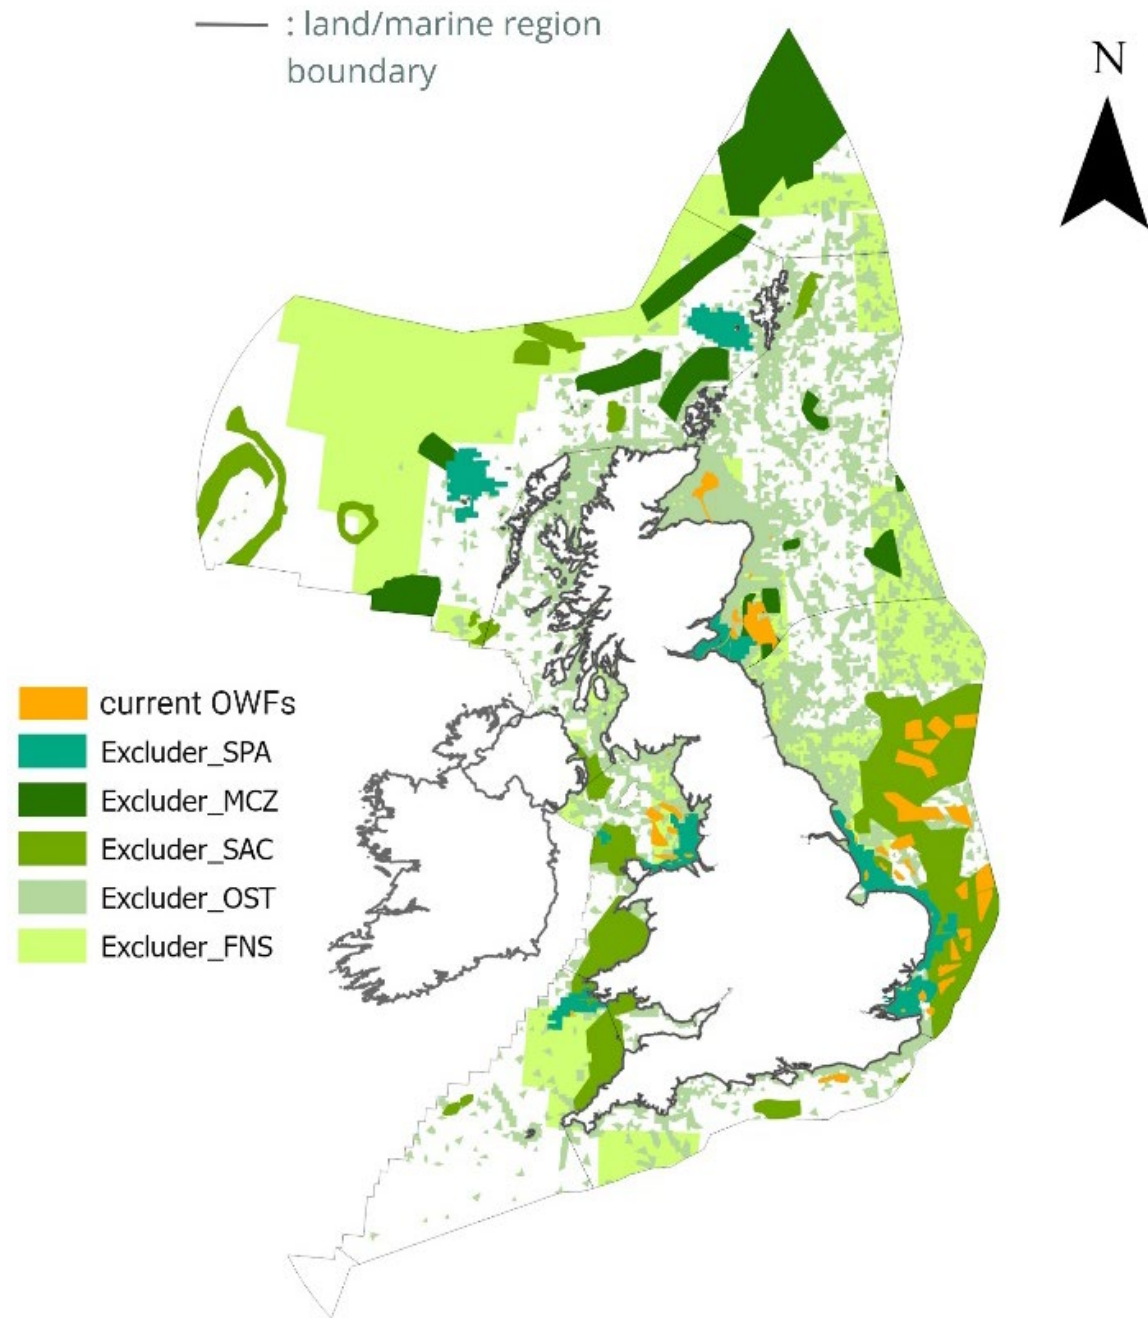 : land/marine region
boundary
N
current OWFs
Excluder_SPA
Excluder_MCZ
Excluder_SAC
Excluder_OST
Excluder_FNS